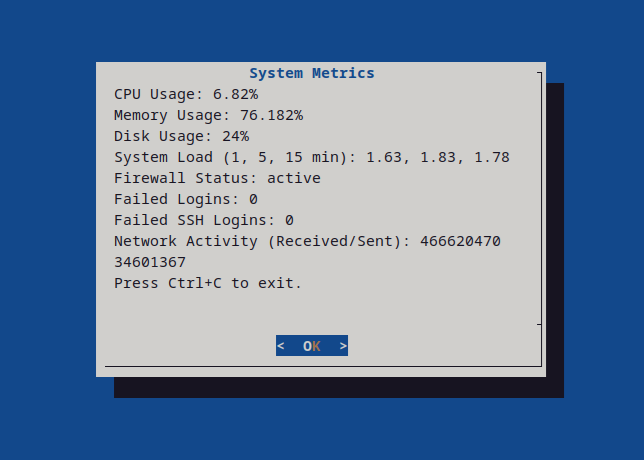 System Metrics
CPU Usage: 6.82%
Memory Usage: 76.182%
Disk Usage: 24%
System Load (1, 5, 15 min): 1.63, 1.83, 1.78
Firewall Status: active
Failed Logins: 0
Failed SSH Logins: 0
Network Activity (Received/Sent): 466620470
34601367
Press Ctrl+C to exit.
< OK >